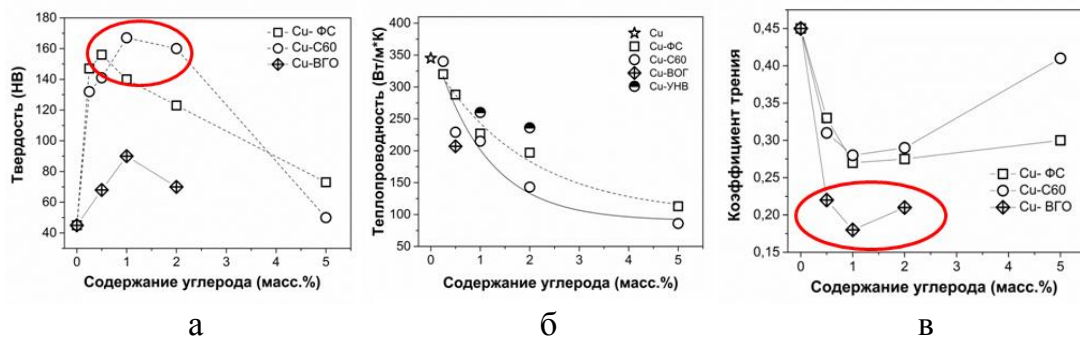 Твердость (HB)
180
160
140
120
100
80
60
40
0
1
2
3
4
5
Содержание углерода (масс.%)
Cu- ФС
Cu-C60
Cu-ВГО
а
Теплопроводность (Вт/м*К)
400
350
300
250
200
150
100
50
0
1
2
3
4
5
Содержание углерода (масс.%)
Cu
Cu-ФС
Cu-C60
Cu-ВОГ
Cu-УНВ
б
Коэффициент трения
0,45
0,40
0,35
0,30
0,25
0,20
0,15
0
1
2
3
4
5
Содержание углерода (масс.%)
Cu- ФС
Cu-C60
Cu- ВГО
в